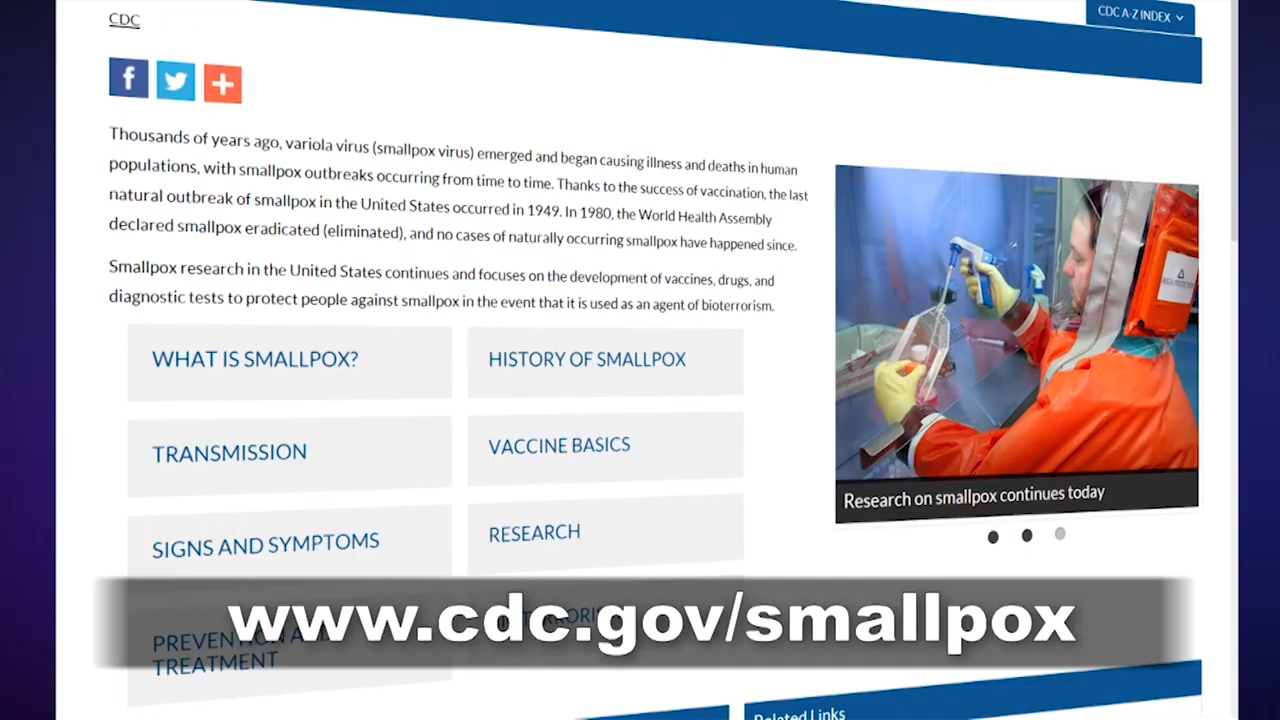 CDC
CDC A-Z INDEX
Thousands of years ago, variola virus (smallpox virus) emerged and began causing illness and deaths in human
populations, with smallpox outbreaks occurring from time to time. Thanks to the success of vaccination, the last
natural outbreak of smallpox in the United States occurred in 1949. In 1980, the World Health Assembly
declared smallpox eradicated (eliminated), and no cases of naturally occurring smallpox have happened since.
Smallpox research in the United States continues and focuses on the development of vaccines, drugs, and
diagnostic tests to protect people against smallpox in the event that it is used as an agent of bioterrorism.
WHAT IS SMALLPOX?
HISTORY OF SMALLPOX
TRANSMISSION
VACCINE BASICS
SIGNS AND SYMPTOMS
RESEARCH
PREVENTION AND
TREATMENT
Research on smallpox continues today
www.cdc.gov/smallpox
Related Links